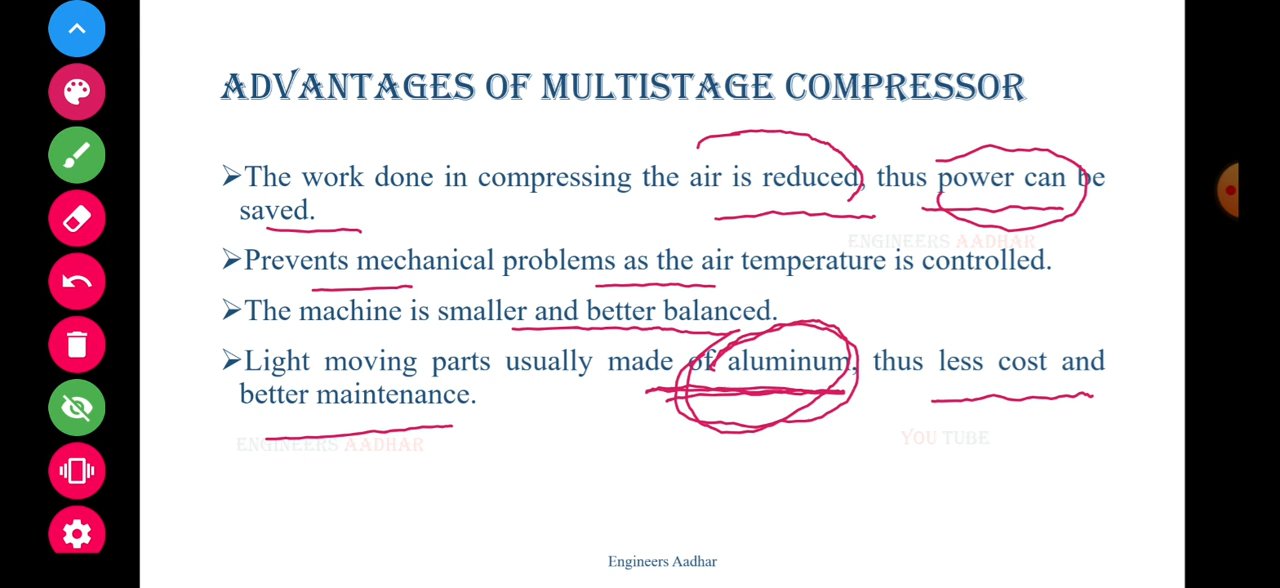 ADVANTAGES OF MULTISTAGE COMPRESSOR
➢The work done in compressing the air is reduced, thus power can be
saved.
ENGINEERS AADHAR
➢Prevents mechanical problems as the air temperature is controlled.
➢The machine is smaller and better balanced.
➢Light moving parts usually made of aluminum, thus less cost and
better maintenance.
ENGINEERS AADHAR
YOU TUBE
Engineers Aadhar